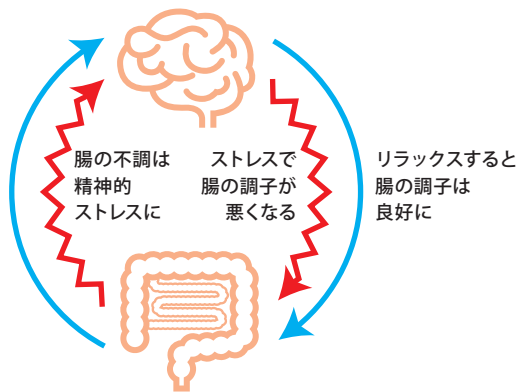 腸の不調は
精神的
ストレスに
ストレスで
腸の調子が
悪くなる
リラックスすると
腸の調子は
良好に